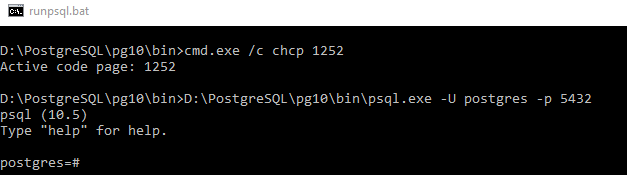 runpsql.bat
D:\PostgreSQL\pg10\bin>cmd.exe /c chcp 1252
Active code page: 1252
D:\PostgreSQL\pg10\bin>D:\PostgreSQL\pg10\bin\psql.exe -U postgres -p 5432
psql (10.5)
Type "help" for help.
postgres=#